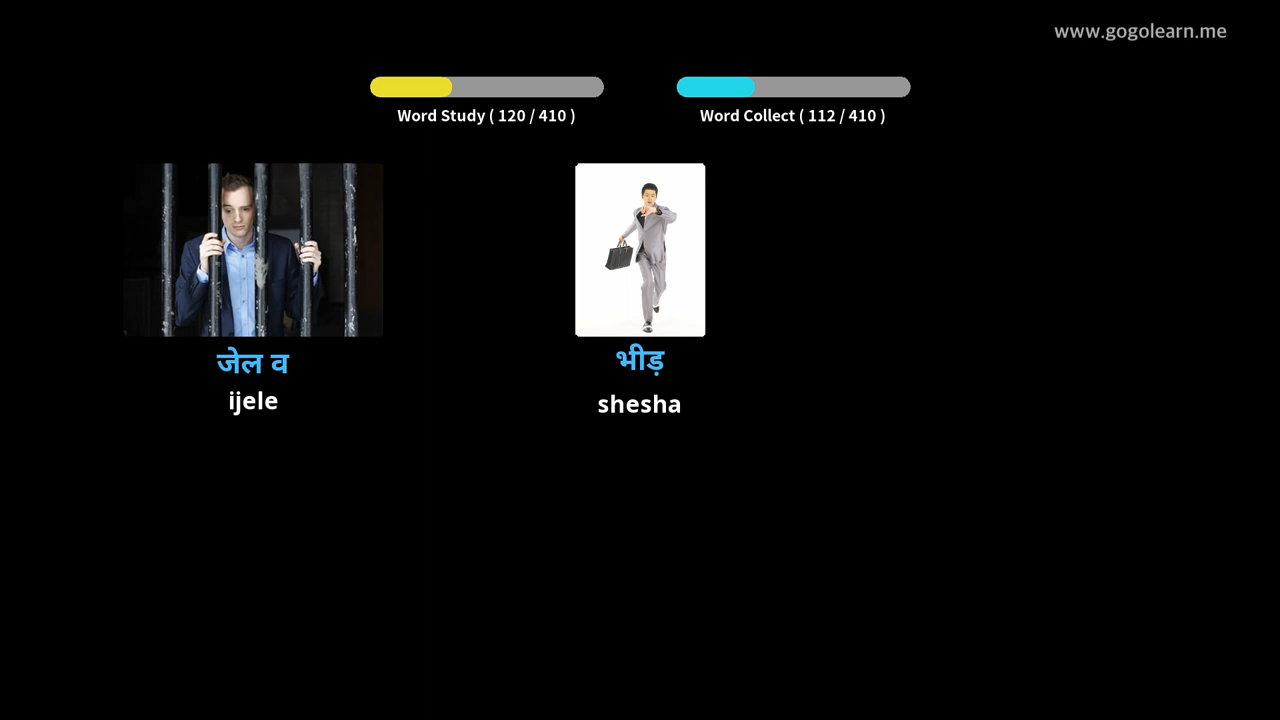 www.gogolearn.me
Word Study ( 120 / 410 )
Word Collect ( 112 / 410 )
जेल व
ijele
भीड़
shesha